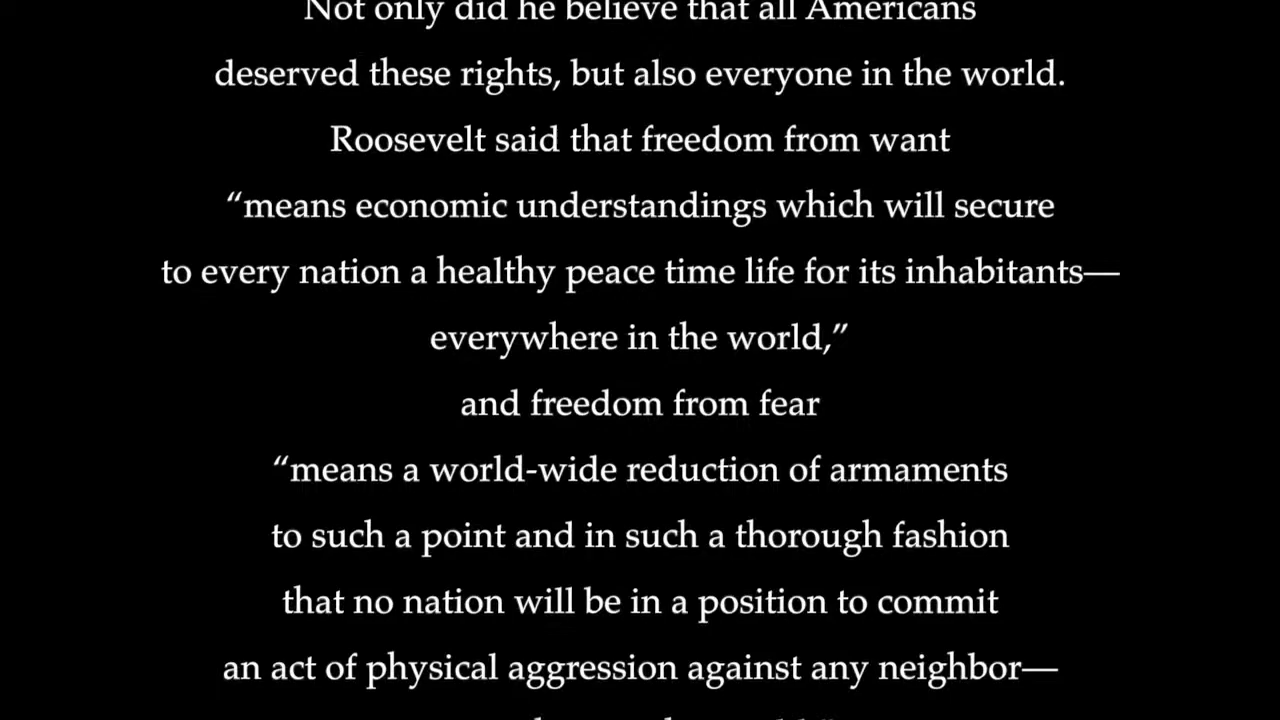 Not only did he believe that all Americans
deserved these rights, but also everyone in the world.
Roosevelt said that freedom from want
“means economic understandings which will secure
to every nation a healthy peace time life for its inhabitants—
everywhere in the world,”
and freedom from fear
“means a world-wide reduction of armaments
to such a point and in such a thorough fashion
that no nation will be in a position to commit
an act of physical aggression against any neighbor—